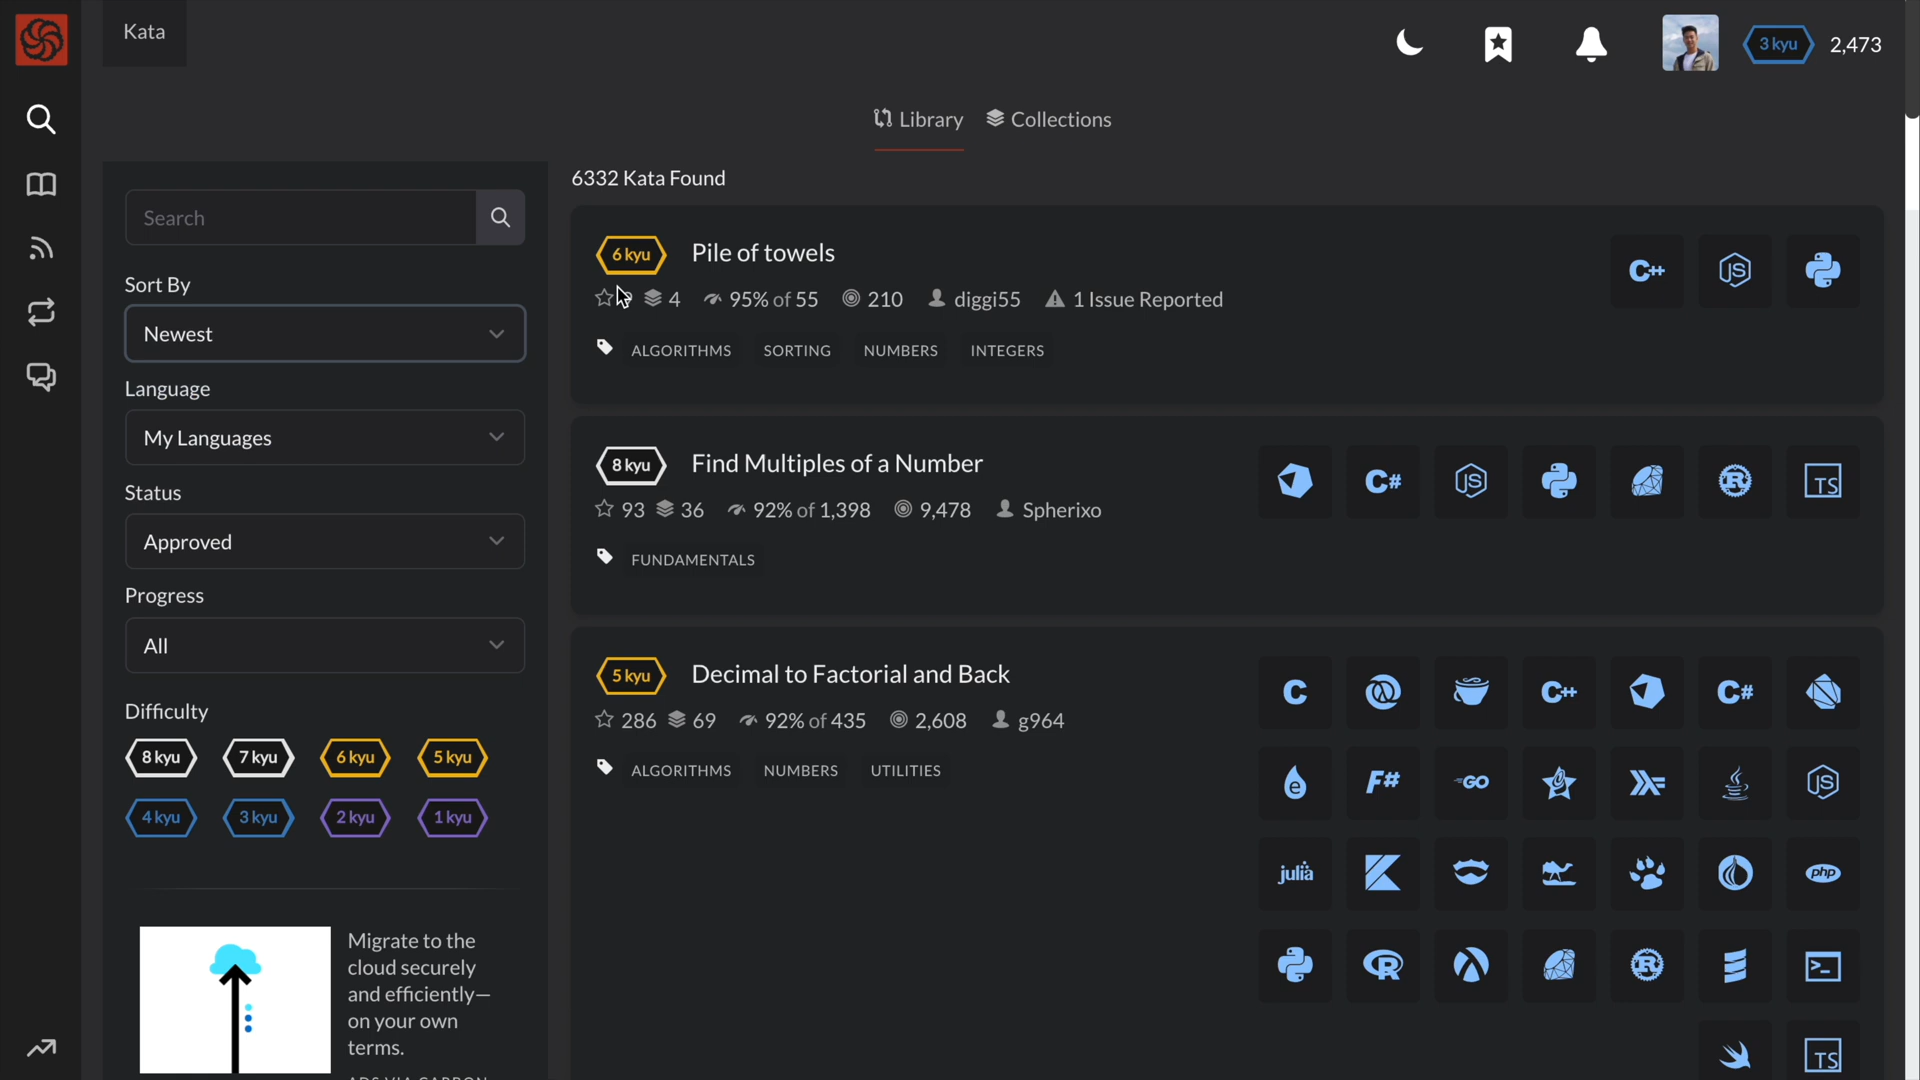 Kata
3 kyu 2,473
Library Collections
6332 Kata Found
Search
Sort By
Newest
Language
My Languages
Status
Approved
Progress
All
Difficulty
8 kyu 7 kyu 6 kyu 5 kyu
4 kyu 3 kyu 2 kyu 1 kyu
Migrate to the
cloud securely
and efficiently—
on your own
terms.
ADS VIA CARBON
6 kyu Pile of towels
4 95% of 55 210 diggi55 1 Issue Reported
ALGORITHMS SORTING NUMBERS INTEGERS
C++ JS
8 kyu Find Multiples of a Number
93 36 92% of 1,398 9,478 Spherixo
FUNDAMENTALS
C# JS TS
5 kyu Decimal to Factorial and Back
286 69 92% of 435 2,608 g964
ALGORITHMS NUMBERS UTILITIES
C C++ C#
e F# GO JS
julia php
R
TS